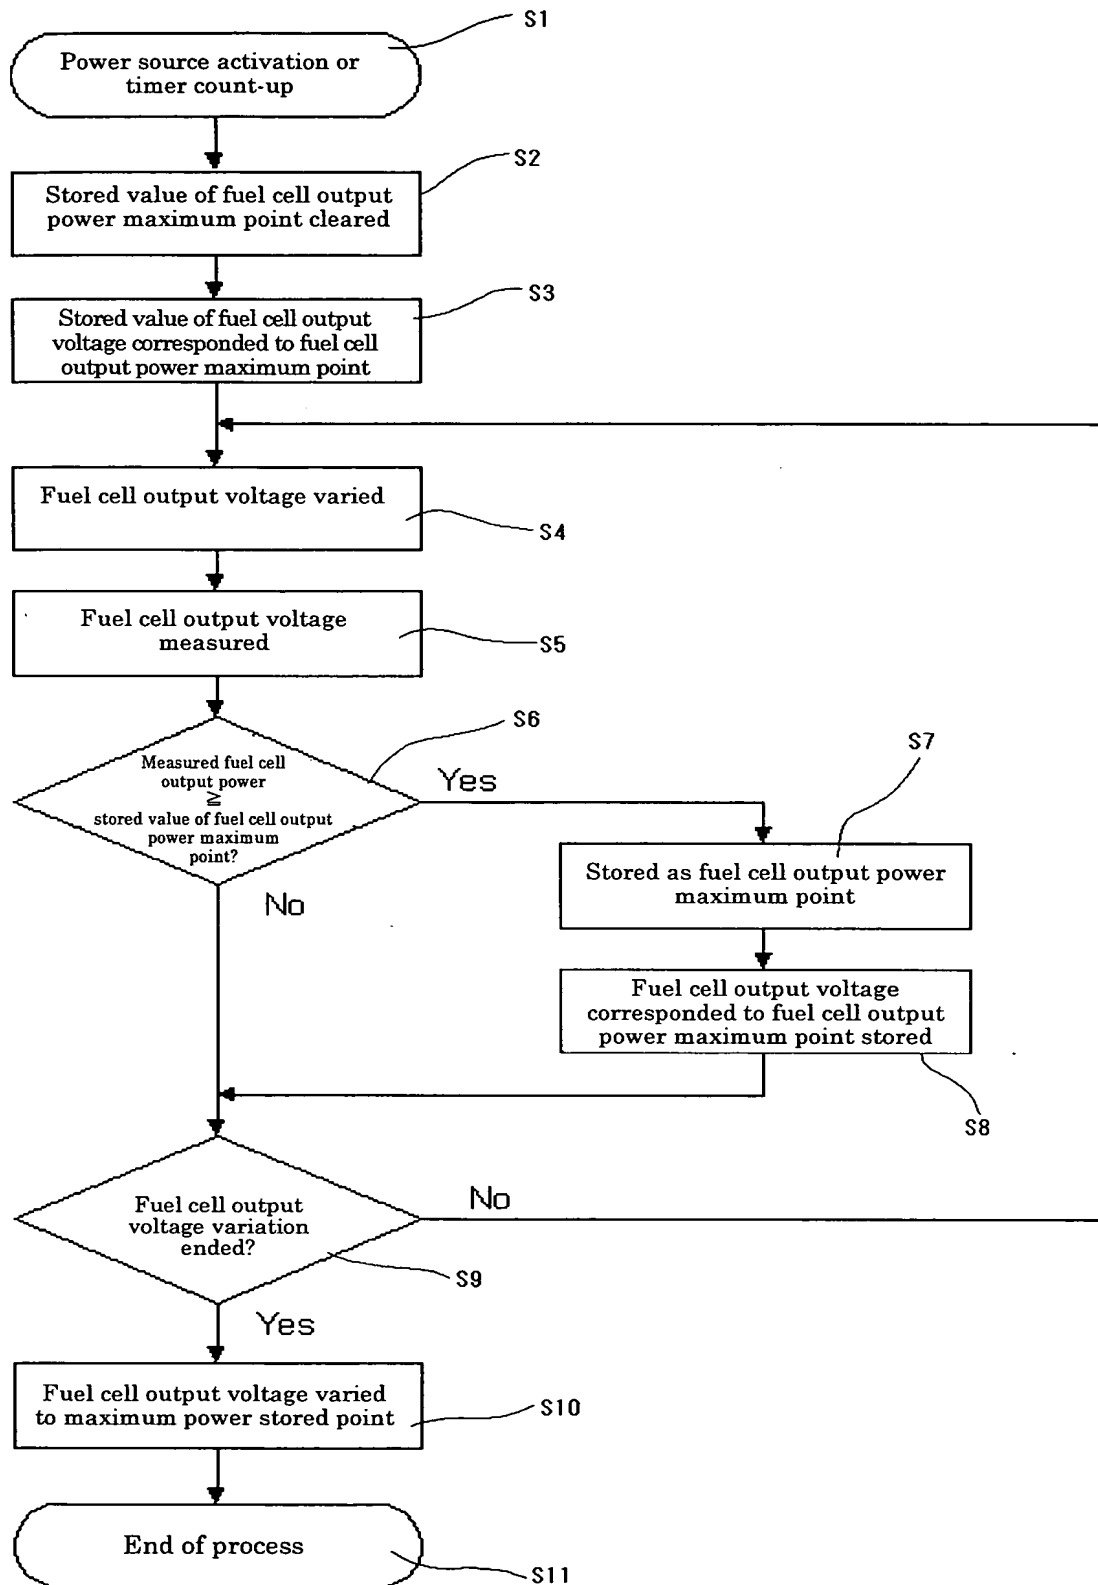 S1
Power source activation or
timer count-up
S2
Stored value of fuel cell output
power maximum point cleared
S3
Stored value of fuel cell output
voltage corresponded to fuel cell
output power maximum point
Fuel cell output voltage varied
S4
Fuel cell output voltage
measured
S5
S6
Measured fuel cell
output power
≧
stored value of fuel cell output
power maximum
point?
Yes
No
S7
Stored as fuel cell output power
maximum point
Fuel cell output voltage
corresponded to fuel cell output
power maximum point stored
S8
Fuel cell output
voltage variation
ended?
No
S9
Yes
Fuel cell output voltage varied
to maximum power stored point
S10
End of process
S11